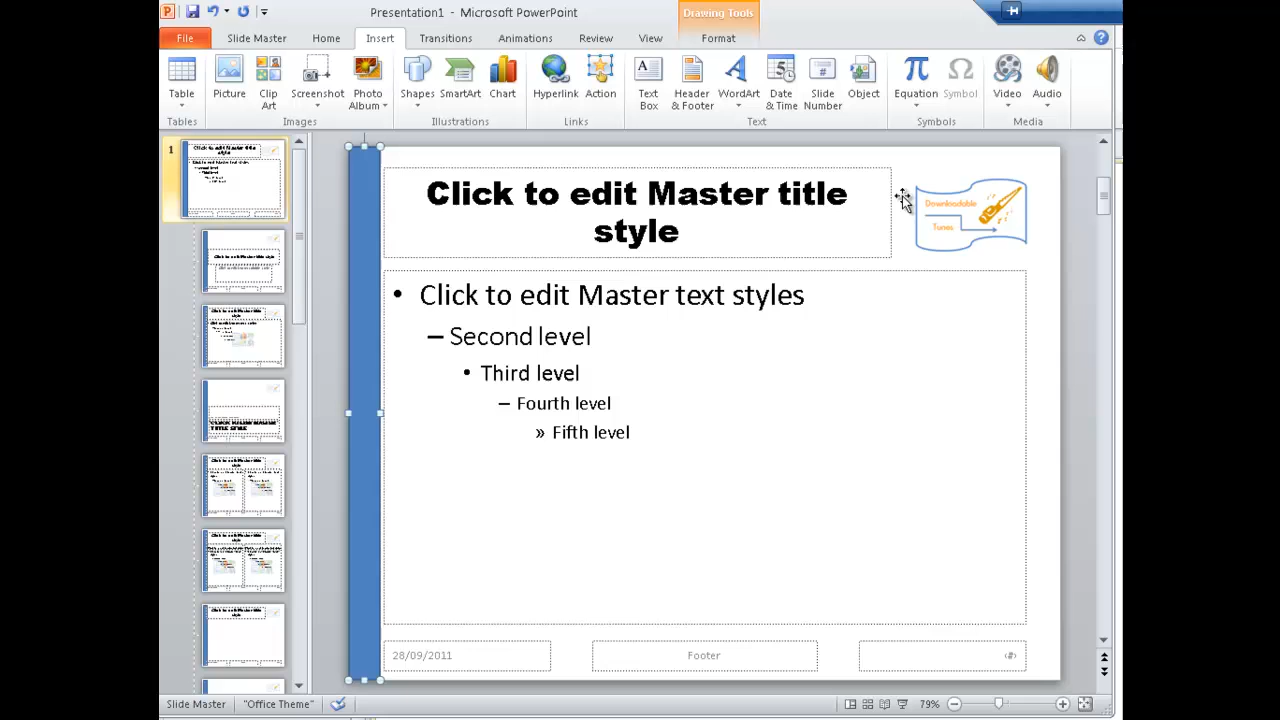 Presentation1 - Microsoft PowerPoint
Drawing Tools
File
Slide Master
Home
Insert
Transitions
Animations
Review
View
Format
Table
Picture
Clip
Art
Screenshot
Photo
Album
Shapes
SmartArt
Chart
Hyperlink
Action
Text
Box
Header
& Footer
WordArt
Date
& Time
Slide
Number
Object
Equation
Symbol
Video
Audio
Tables
Images
Illustrations
Links
Text
Symbols
Media
1
Click to edit Master title
style
Downloadable
Tunes
• Click to edit Master text styles
– Second level
• Third level
– Fourth level
» Fifth level
28/09/2011
Footer
‹#›
Slide Master
"Office Theme"
79%